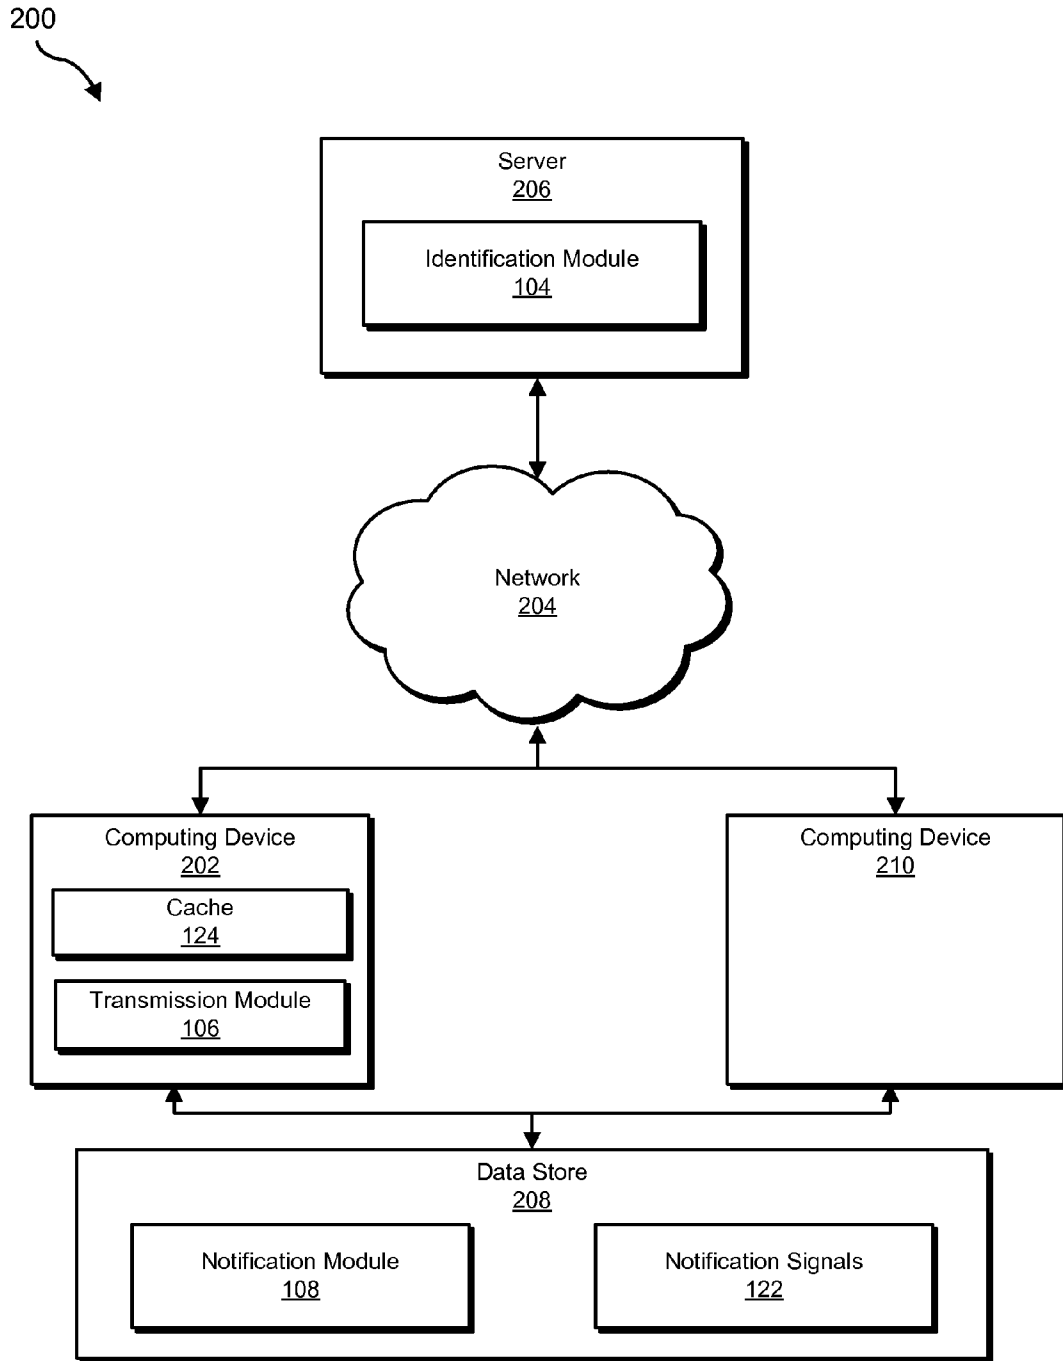 200
Server
206
Identification Module
104
Network
204
Computing Device
202
Cache
124
Transmission Module
106
Computing Device
210
Data Store
208
Notification Module
108
Notification Signals
122